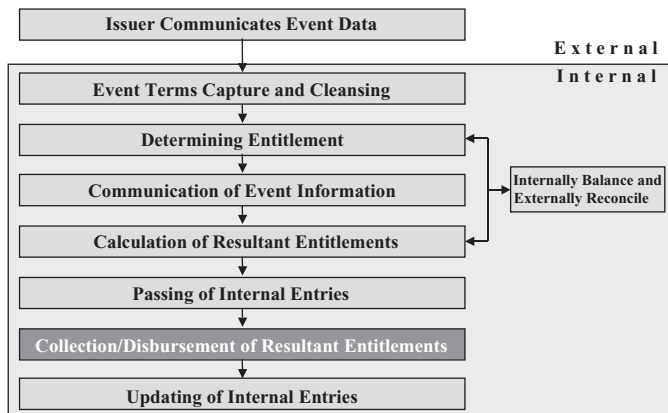 Issuer Communicates Event Data
External
Internal
Event Terms Capture and Cleansing
Determining Entitlement
Communication of Event Information
Internally Balance and
Externally Reconcile
Calculation of Resultant Entitlements
Passing of Internal Entries
Collection/Disbursement of Resultant Entitlements
Updating of Internal Entries